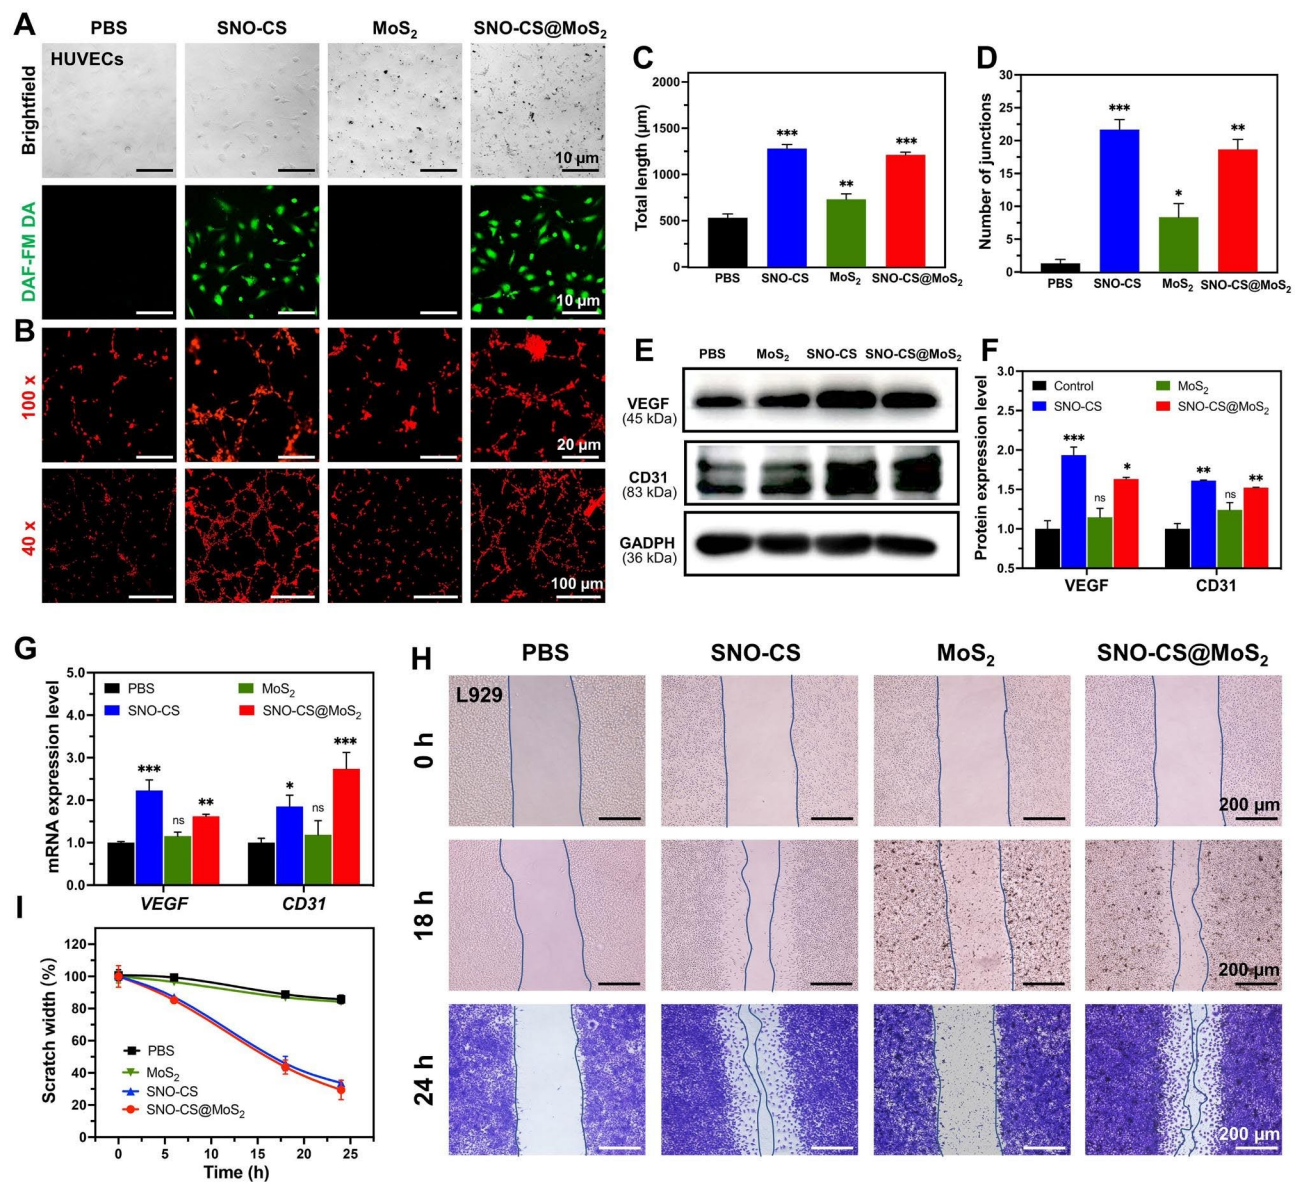 A
PBS SNO-CS MoS₂ SNO-CS@MoS₂
Brightfield
HUVECs
10 µm
DAF-FM DA
10 µm
B
100 x
20 µm
40 x
100 µm
C
Total length (µm)
2000
1500
1000
500
0
***
**
***
PBS SNO-CS MoS₂ SNO-CS@MoS₂
D
Number of junctions
30
25
20
15
10
5
0
***
*
**
PBS SNO-CS MoS₂ SNO-CS@MoS₂
E
PBS MoS₂ SNO-CS SNO-CS@MoS₂
VEGF
(45 kDa)
CD31
(83 kDa)
GADPH
(36 kDa)
F
Protein expression level
3.0
2.5
2.0
1.5
1.0
0.5
Control MoS₂
SNO-CS SNO-CS@MoS₂
*** ns * ** ns **
VEGF CD31
G
mRNA expression level
5.0
4.0
3.0
2.0
1.0
0.0
PBS MoS₂
SNO-CS SNO-CS@MoS₂
*** ns ** * ns ***
VEGF CD31
H
PBS SNO-CS MoS₂ SNO-CS@MoS₂
0 h
L929
200 µm
18 h
200 µm
24 h
200 µm
I
Scratch width (%)
120
100
80
60
40
20
0
PBS
MoS₂
SNO-CS
SNO-CS@MoS₂
0 5 10 15 20 25
Time (h)